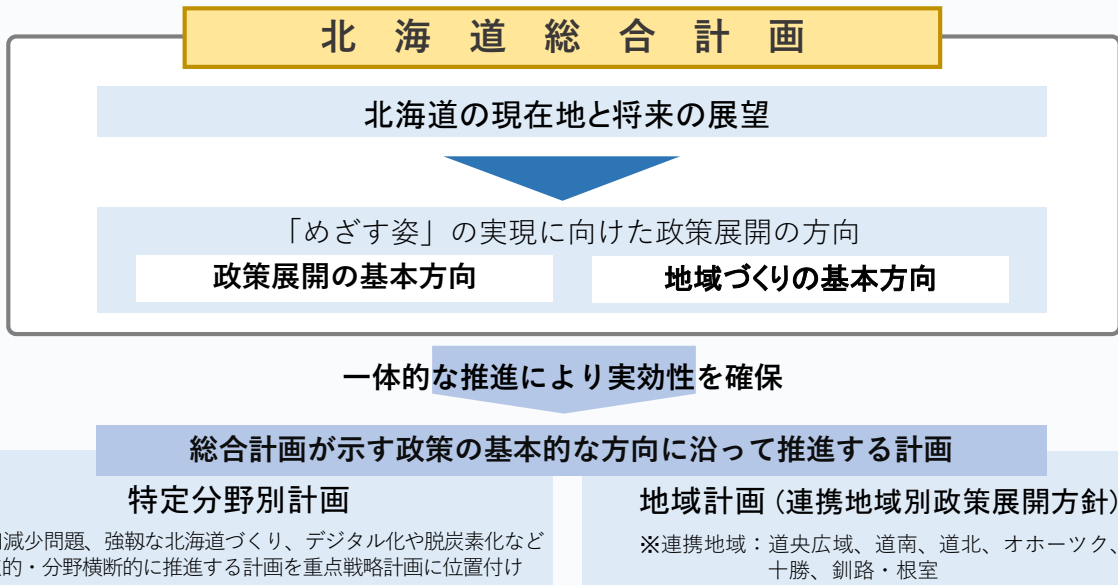 北海道総合計画
北海道の現在地と将来の展望
「めざす姿」の実現に向けた政策展開の方向
政策展開の基本方向
地域づくりの基本方向
一体的な推進により実効性を確保
総合計画が示す政策の基本的な方向に沿って推進する計画
特定分野別計画
減少問題、強靱な北海道づくり、デジタル化や脱炭素化など
的・分野横断的に推進する計画を重点戦略計画に位置付け
地域計画(連携地域別政策展開方針)
※連携地域：道央広域、道南、道北、オホーツク、
十勝、釧路・根室